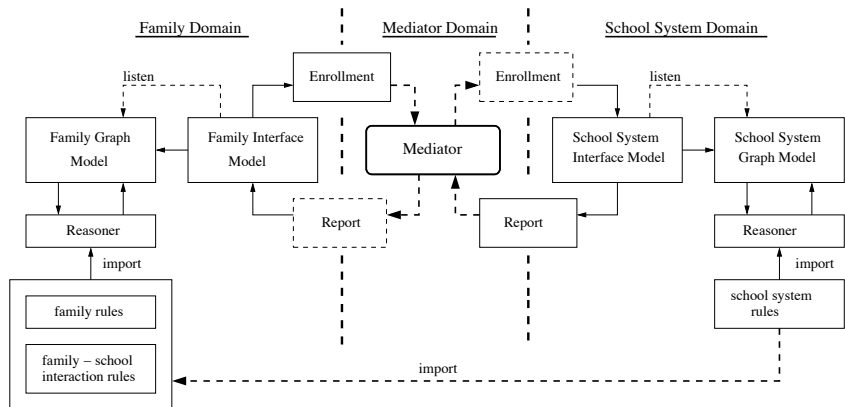 Family Domain
Mediator Domain
School System Domain
Enrollment
Enrollment
listen
listen
Family Graph
Model
Family Interface
Model
Mediator
School System
Interface Model
School System
Graph Model
Report
Report
Reasoner
Reasoner
import
import
family rules
school system
rules
family – school
interaction rules
import